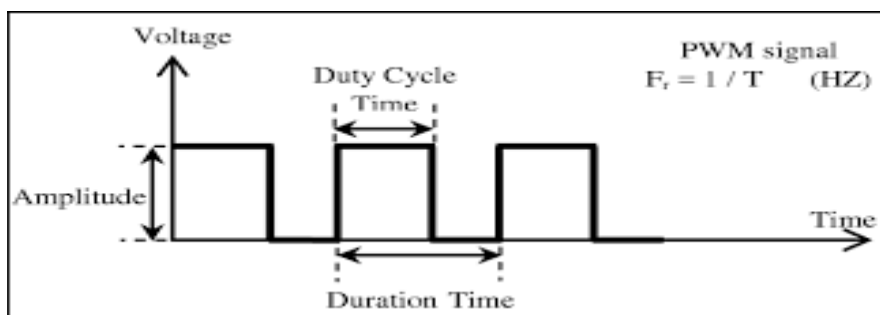 Voltage
PWM signal
Fr = 1 / T (HZ)
Duty Cycle
Time
Amplitude
Time
Duration Time